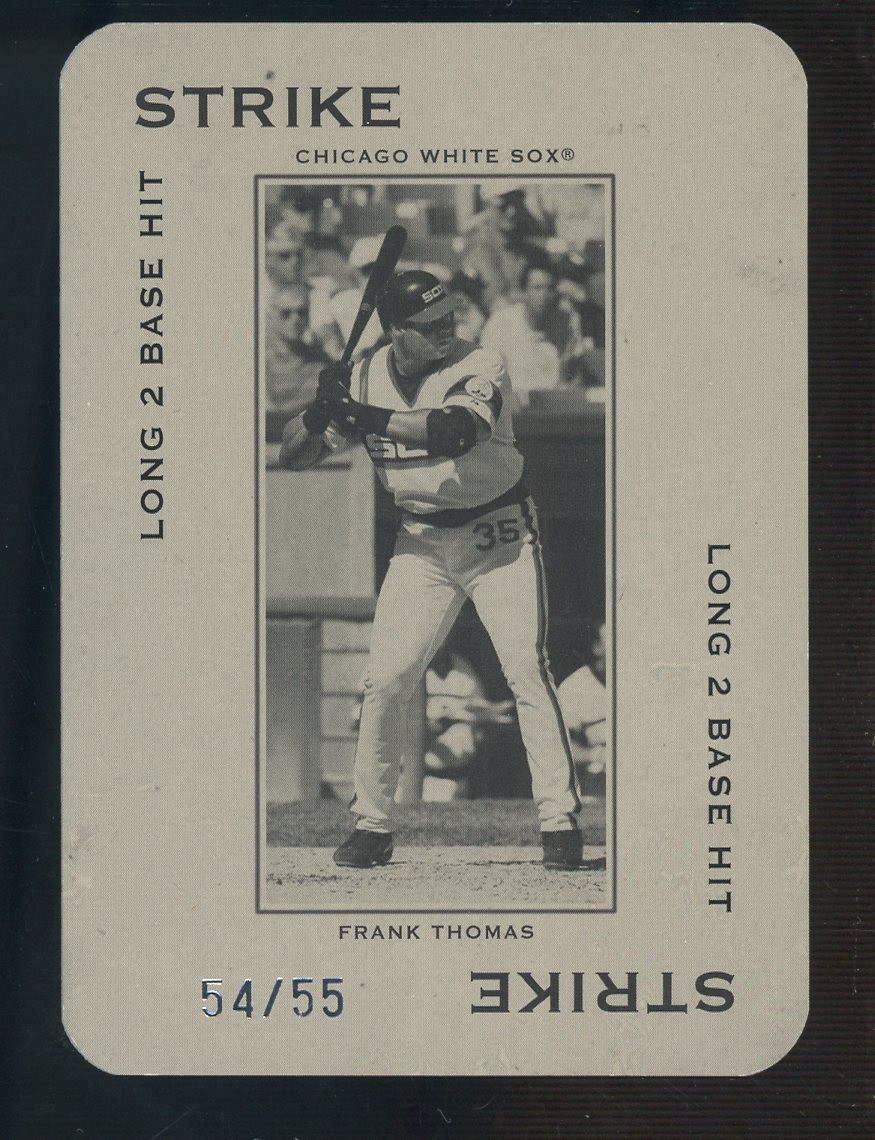 STRIKE
CHICAGO WHITE SOX®
LONG 2 BASE HIT
SOX
SO
35
LONG 2 BASE HIT
FRANK THOMAS
54/55
STRIKE